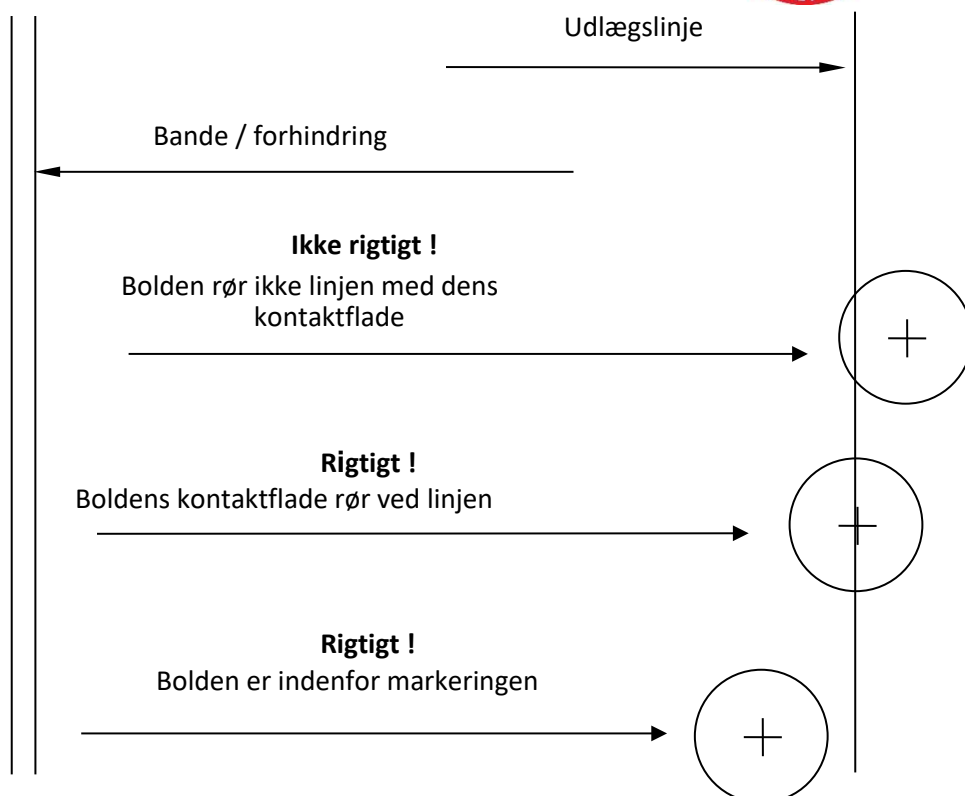 Udlægslinje
Bande / forhindring
Ikke rigtigt !
Bolden rør ikke linjen med dens
kontaktflade
Rigtigt !
Boldens kontaktflade rør ved linjen
Rigtigt !
Bolden er indenfor markeringen